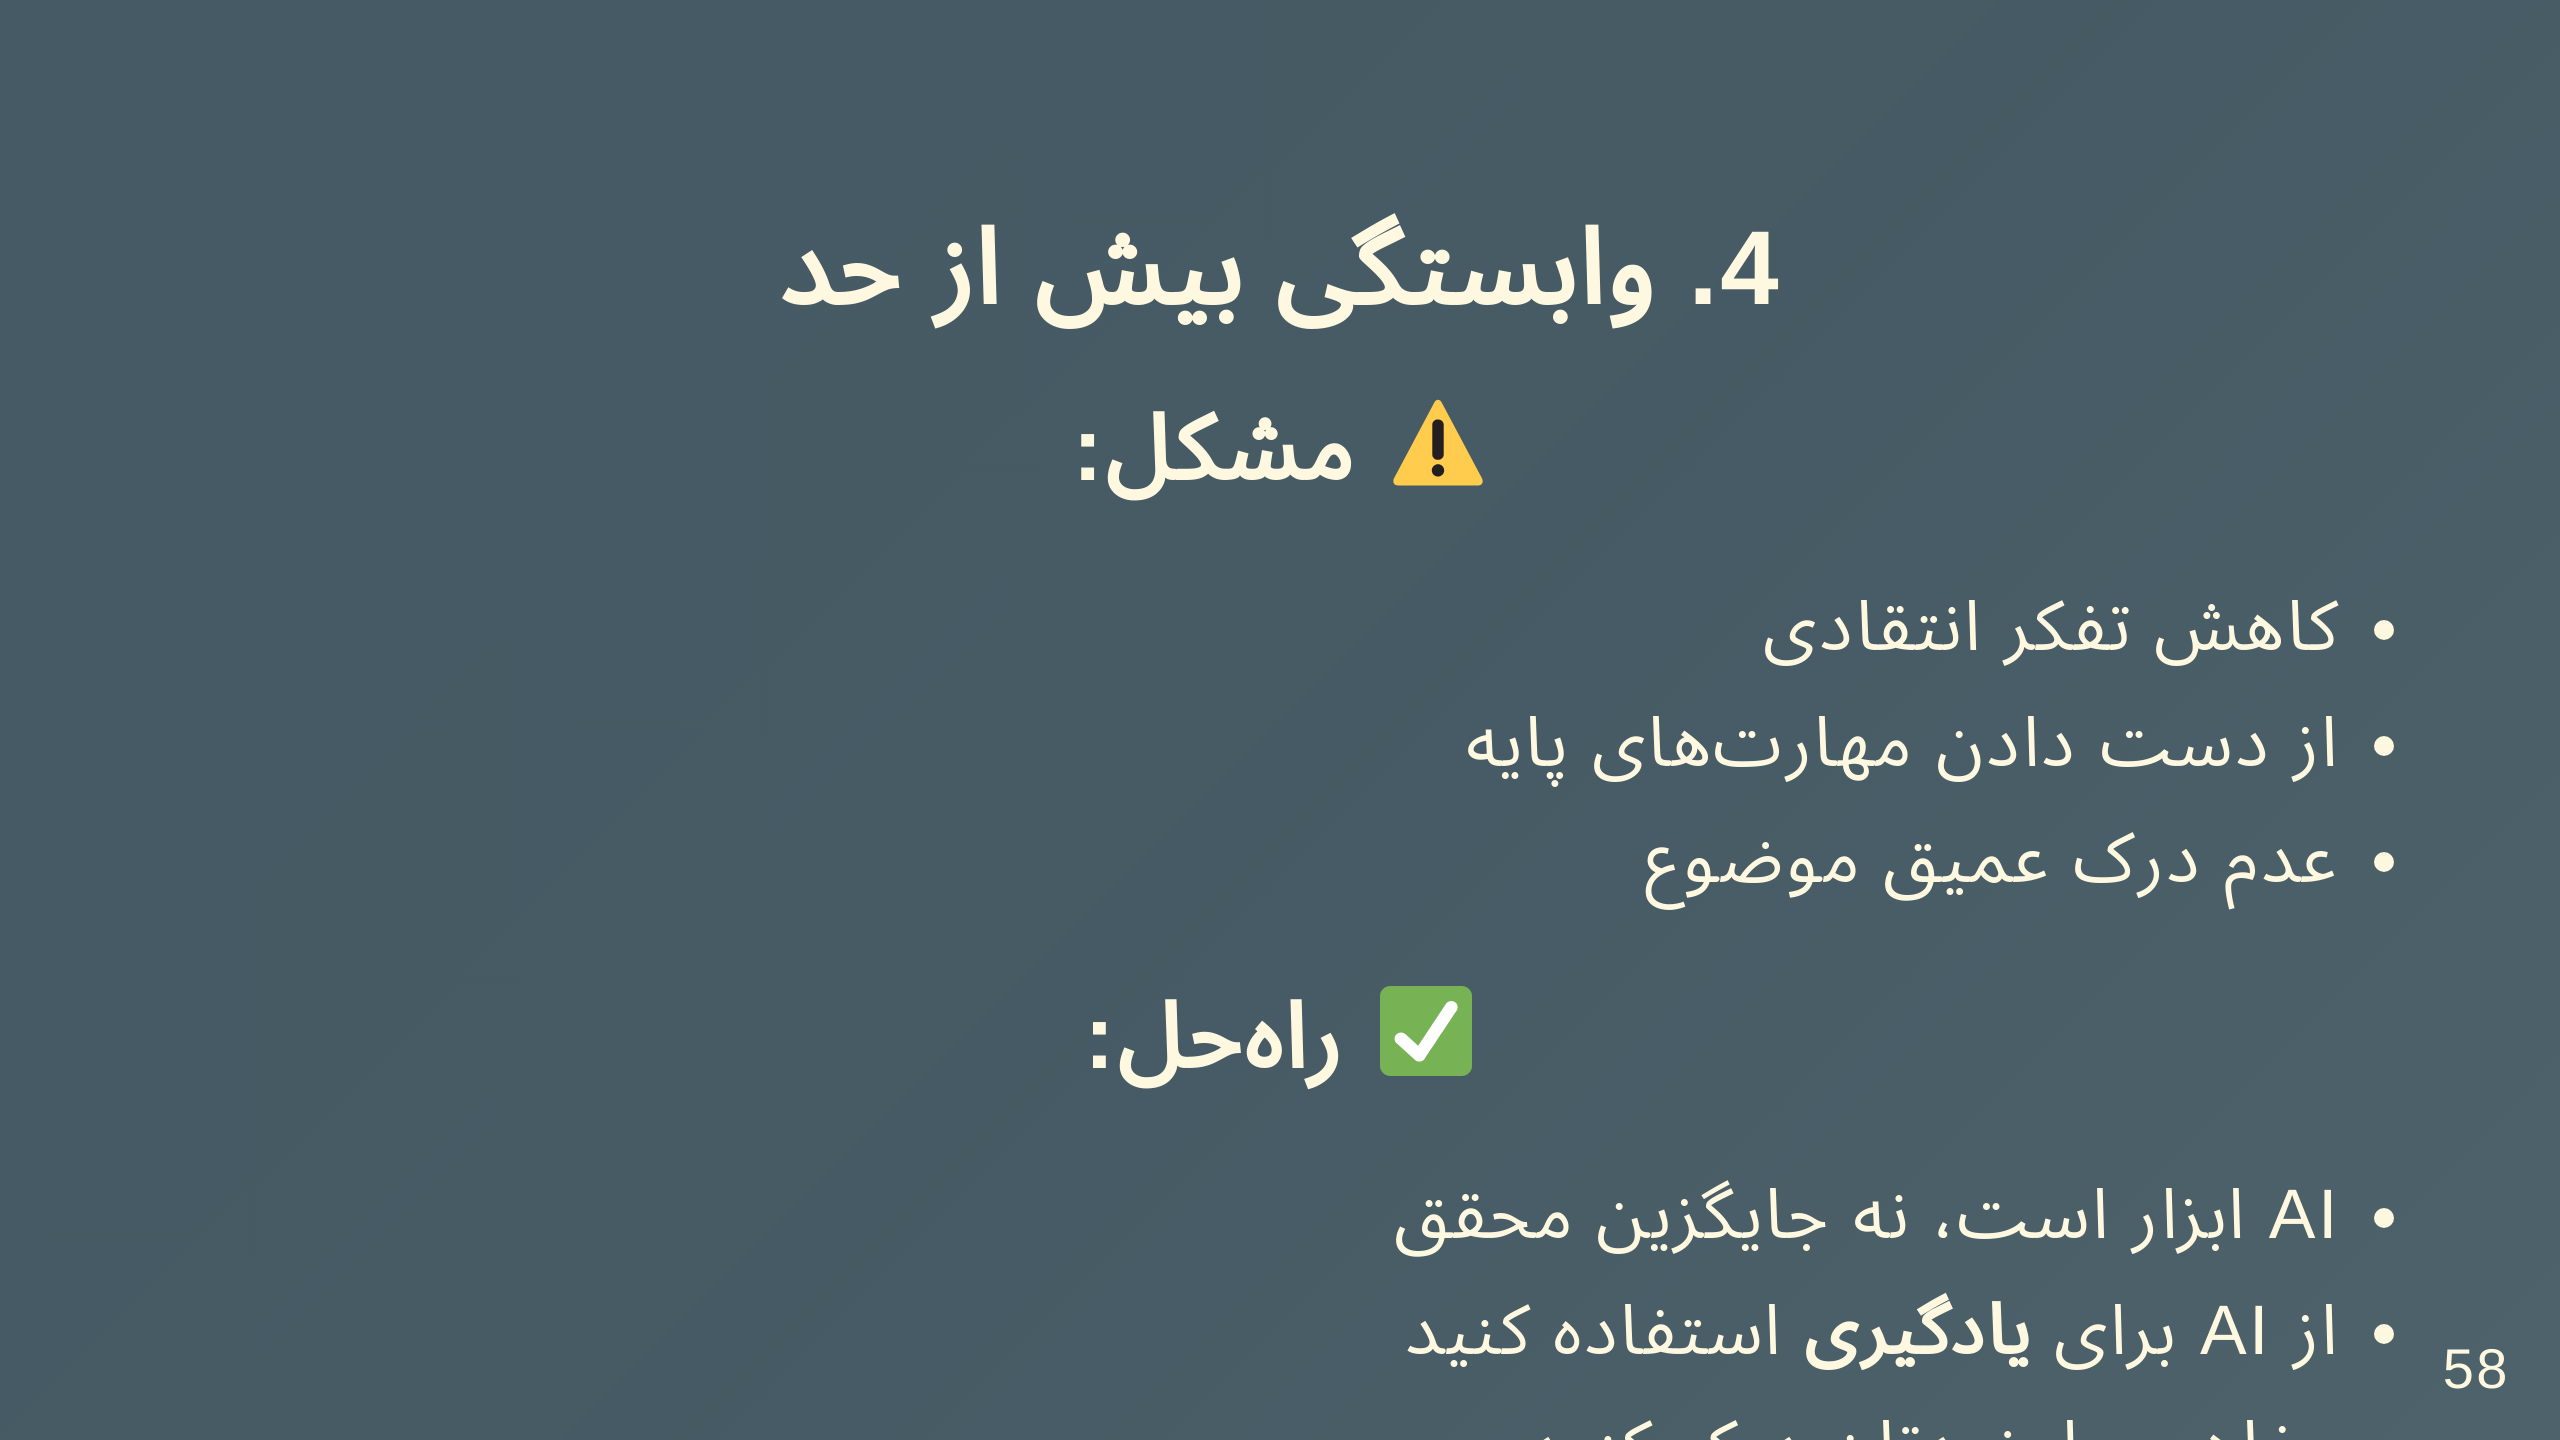 4. وابستگی بیش از حد
⚠️ مشکل:
• کاهش تفکر انتقادی
• از دست دادن مهارت‌های پایه
• عدم درک عمیق موضوع
✅ راه‌حل:
• AI ابزار است، نه جایگزین محقق
• از AI برای یادگیری استفاده کنید
58